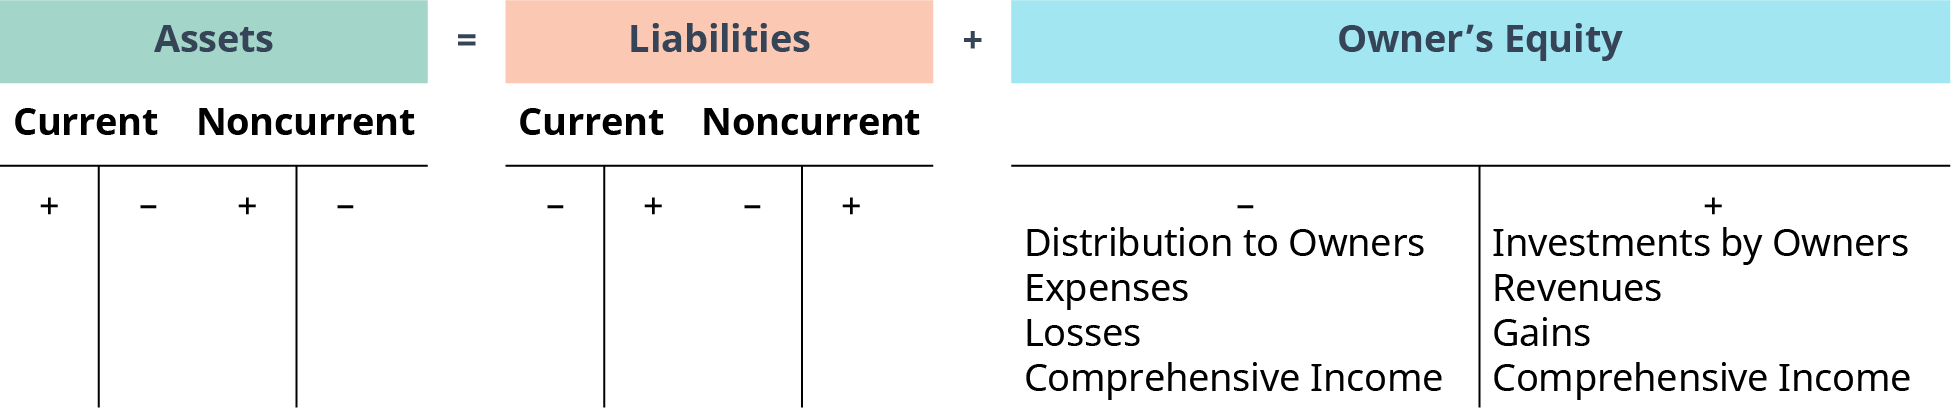 Assets = Liabilities + Owner’s Equity
Current Noncurrent Current Noncurrent
+ – + – – + – + – +
Distribution to Owners Investments by Owners
Expenses Revenues
Losses Gains
Comprehensive Income Comprehensive Income